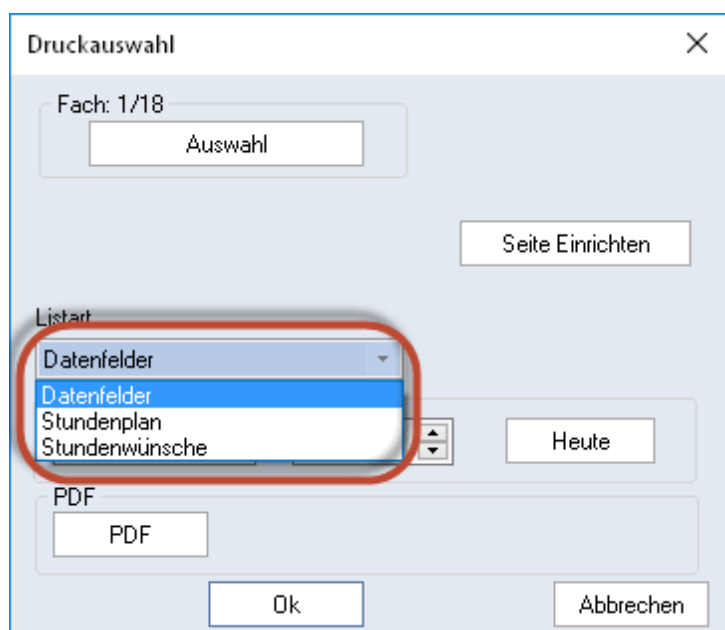 Druckauswahl
Fach: 1/18
Auswahl
Seite Einrichten
Listart
Datenfelder
Datenfelder
Stundenplan
Stundenwünsche
Heute
PDF
PDF
Ok
Abbrechen